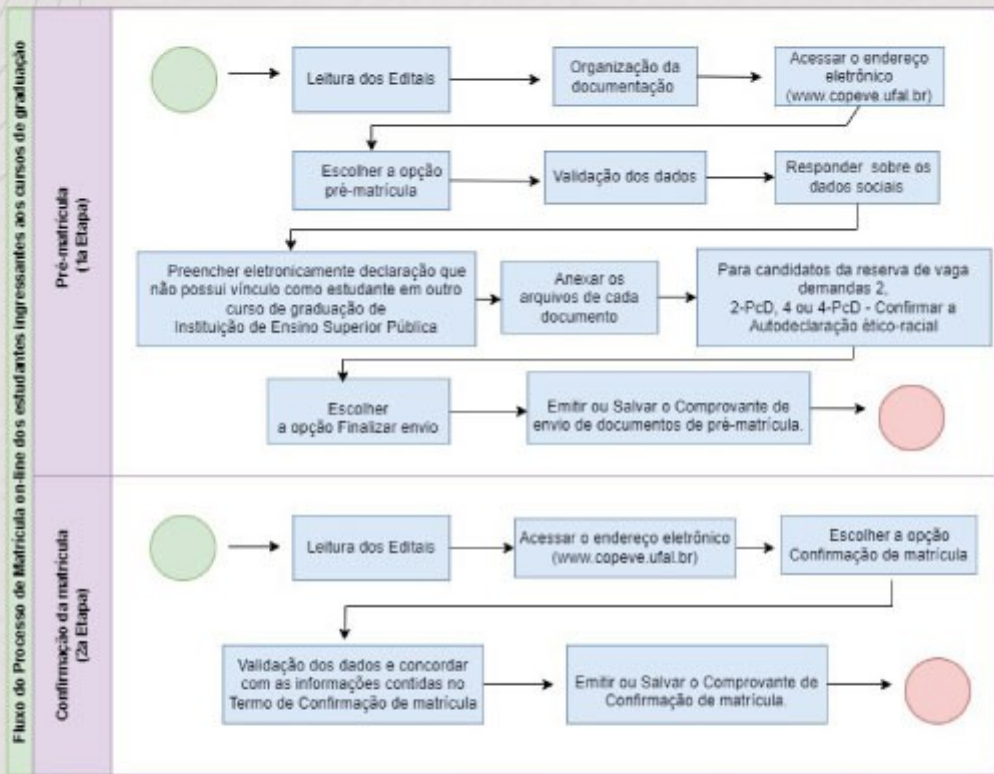 Fluxo do Processo de Matrícula on-line dos estudantes ingressantes aos cursos de graduação
Pré-matrícula
(1a Etapa)
Leitura dos Editais
Organização da
documentação
Acessar o endereço
eletrônico
(www.copeve.ufal.br)
Escolher a opção
pré-matrícula
Validação dos dados
Responder sobre os
dados sociais
Preencher eletronicamente declaração que
não possui vínculo como estudante em outro
curso de graduação de
Instituição de Ensino Superior Pública
Anexar os
arquivos de cada
documento
Para candidatos da reserva de vaga
demandas 2,
2-PcD, 4 ou 4-PcD - Confirmar a
Autodeclaração ético-racial
Escolher
a opção Finalizar envio
Emitir ou Salvar o Comprovante de
envio de documentos de pré-matrícula.
Confirmação da matrícula
(2a Etapa)
Leitura dos Editais
Acessar o endereço eletrônico
(www.copeve.ufal.br)
Escolher a opção
Confirmação de matrícula
Validação dos dados e concordar
com as informações contidas no
Termo de Confirmação de matrícula
Emitir ou Salvar o Comprovante de
Confirmação de matrícula.